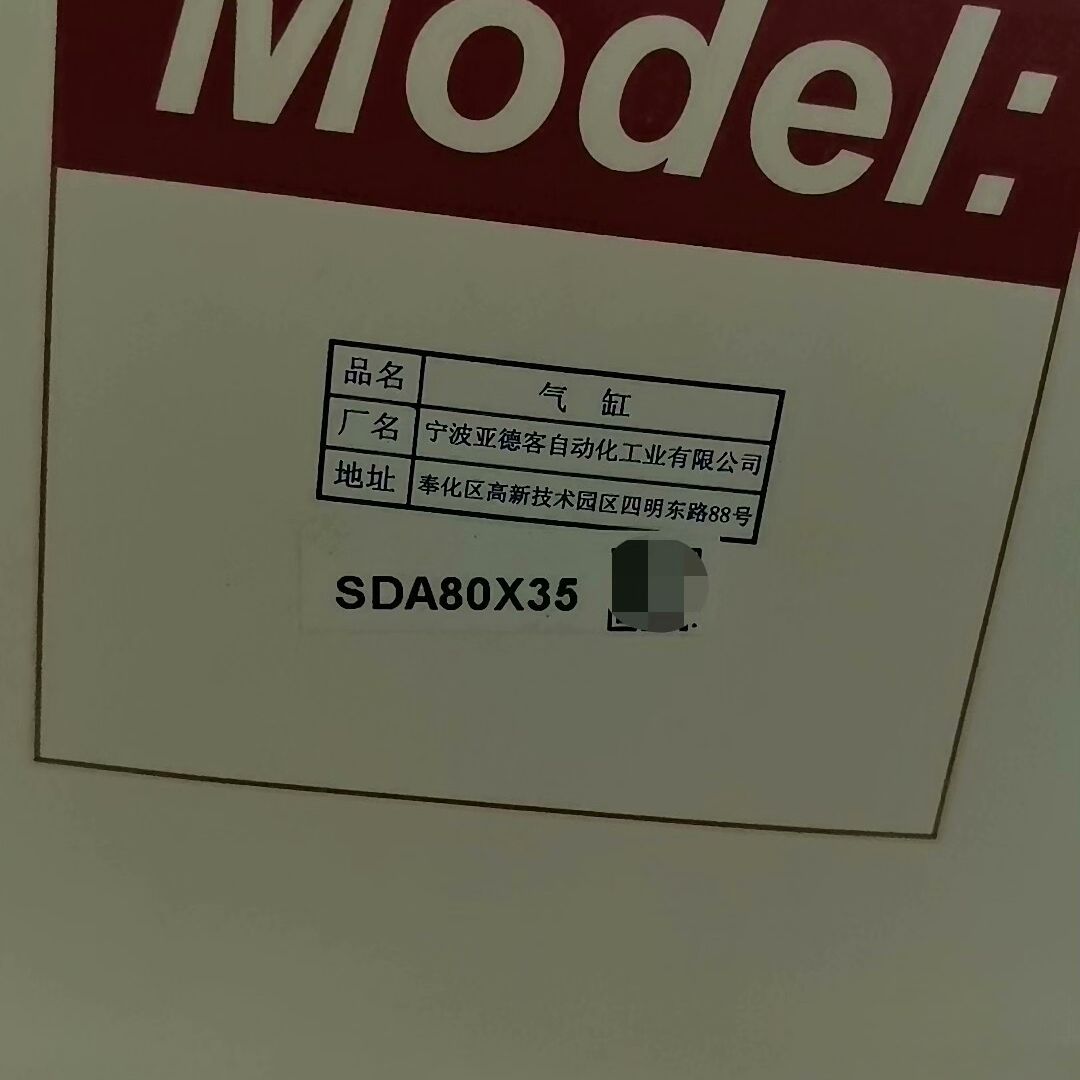 Model:
品名 气 缸
厂名 宁波亚德客自动化工业有限公司
地址 奉化区高新技术园区四明东路88号
SDA80X35